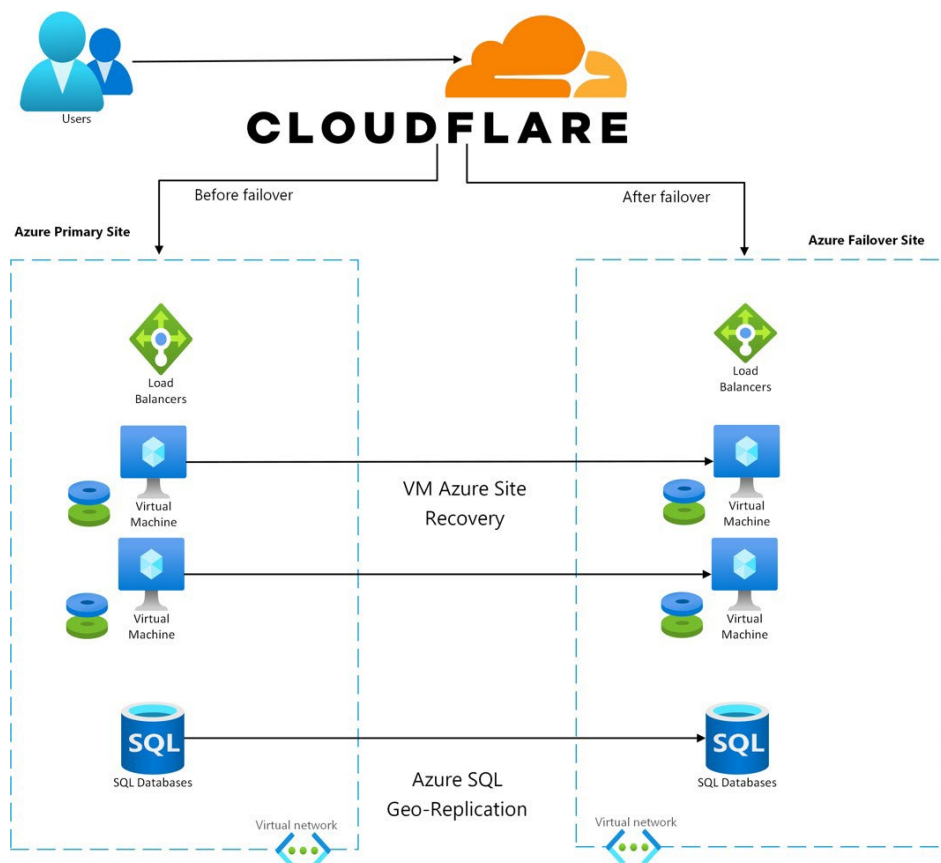 Users
CLOUDFLARE
Before failover
After failover
Azure Primary Site
Azure Failover Site
Load
Balancers
Load
Balancers
Virtual
Machine
VM Azure Site
Recovery
Virtual
Machine
Virtual
Machine
Virtual
Machine
SQL
SQL Databases
SQL
SQL Databases
Azure SQL
Geo-Replication
Virtual network
Virtual network